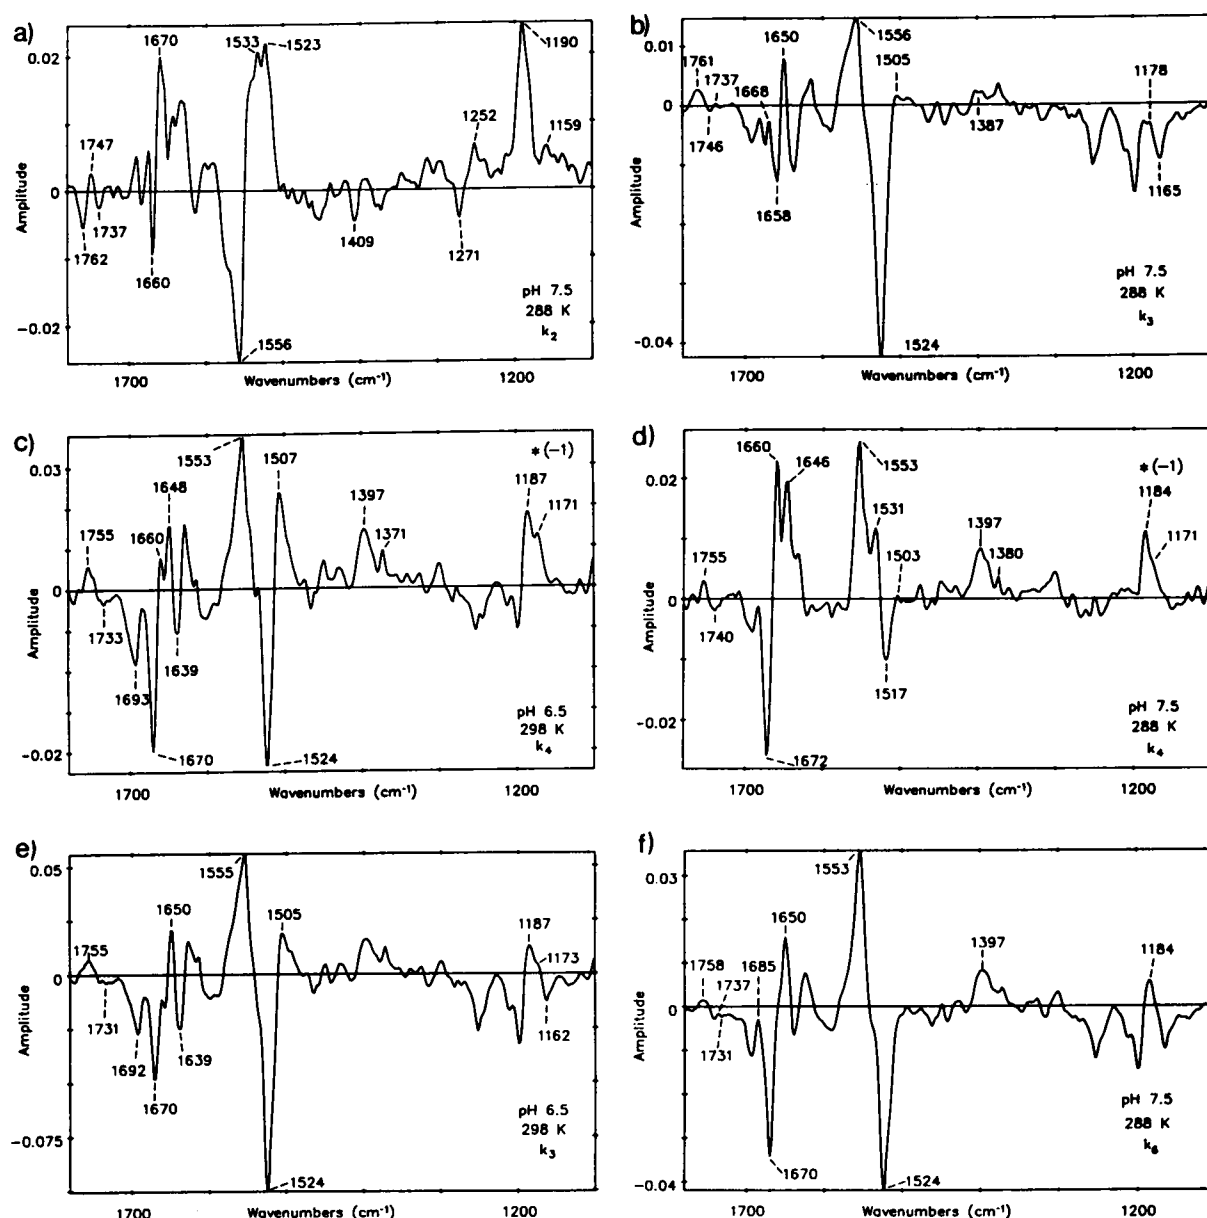 a)
1670
1533
1523
1190
0.02
1747
1252
1159
0
Amplitude
1737
1762
1660
1409
1271
pH 7.5
288 K
k2
-0.02
1556
1700
Wavenumbers (cm⁻¹)
1200
b)
1650
1556
0.01
1761
1737
1668
1505
1178
0
1746
1387
1658
1165
Amplitude
pH 7.5
288 K
k3
-0.04
1524
1700
Wavenumbers (cm⁻¹)
1200
c)
1553
1507
*(-1)
0.03
1648
1397
1187
1171
1755
1660
1371
0
Amplitude
1733
1639
1693
pH 6.5
298 K
k4
-0.02
1670
1524
1700
Wavenumbers (cm⁻¹)
1200
d)
1660
1646
1553
*(-1)
0.02
1531
1397
1184
1171
1755
1503
1380
0
Amplitude
1740
1517
pH 7.5
288 K
k4
-0.02
1672
1700
Wavenumbers (cm⁻¹)
1200
e)
1555
0.05
1650
1505
1187
1755
1173
0
Amplitude
1731
1162
1692
1639
1670
pH 6.5
298 K
k3
-0.075
1524
1700
Wavenumbers (cm⁻¹)
1200
f)
1553
0.03
1650
1397
1184
1758
1737
1685
0
Amplitude
1731
pH 7.5
288 K
k6
1670
-0.04
1524
1700
Wavenumbers (cm⁻¹)
1200